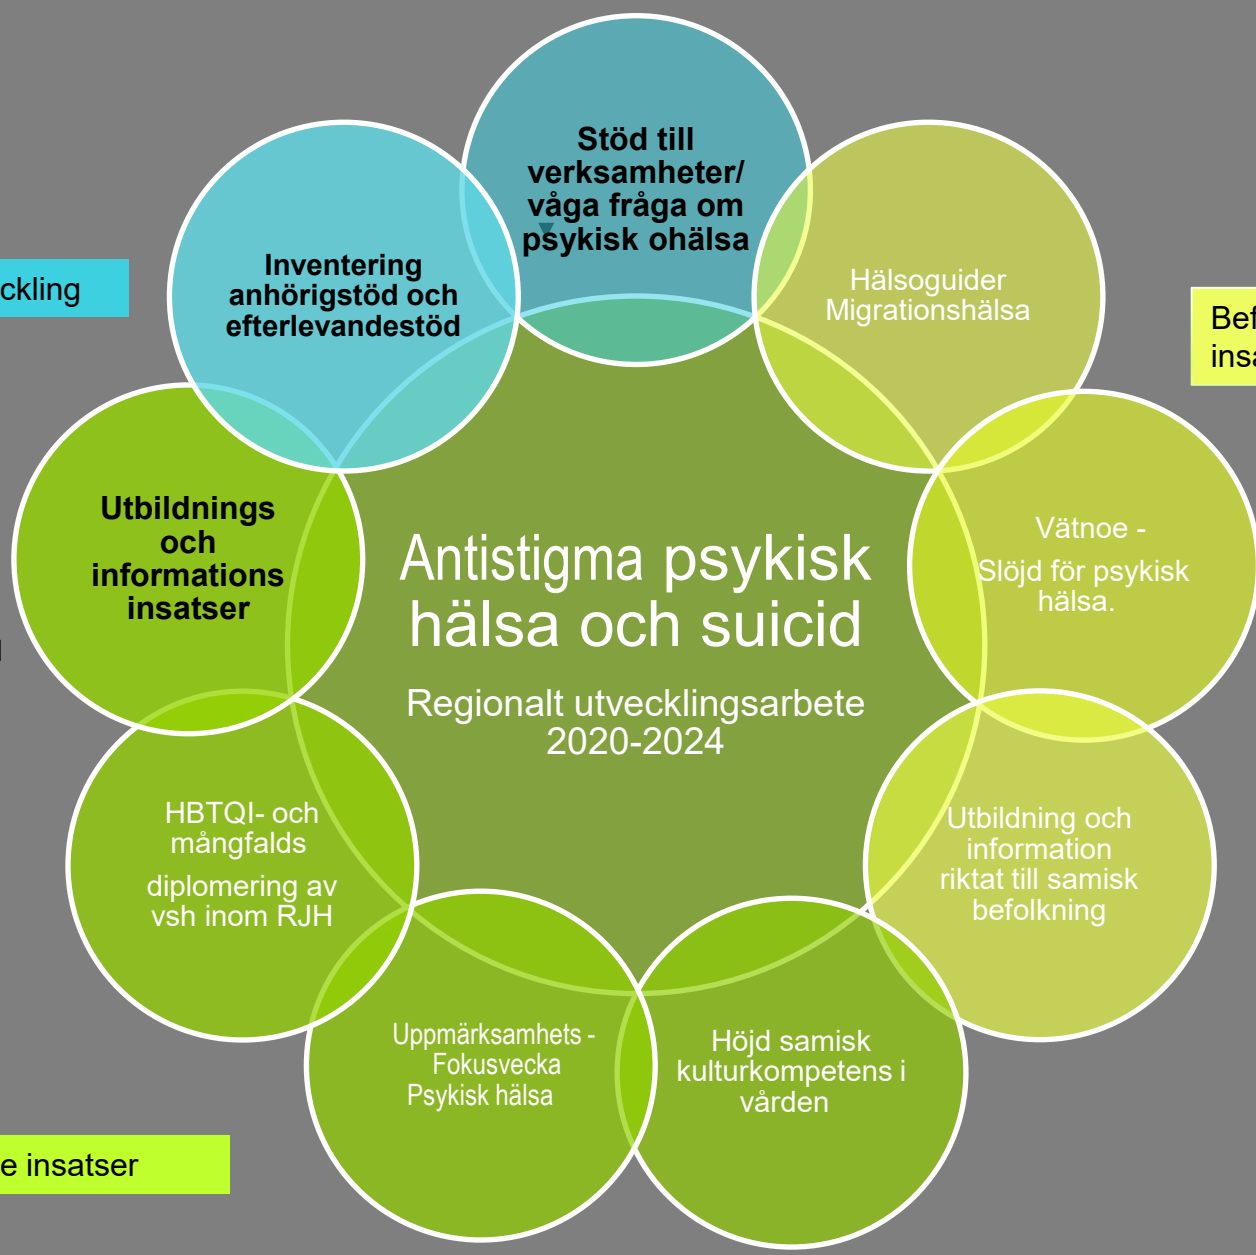 Stöd till
verksamheter/
våga fråga om
psykisk ohälsa
Hälsoguider
Migrationshälsa
Vätnoe -
Slöjd för psykisk
hälsa.
Utbildning och
information
riktat till samisk
befolkning
Höjd samisk
kulturkompetens i
vården
Uppmärksamhets -
Fokusvecka
Psykisk hälsa
HBTQI- och
mångfalds
diplomering av
vsh inom RJH
Utbildnings
och
informations
insatser
Inventering
anhörigstöd och
efterlevandestöd
Antistigma psykisk
hälsa och suicid
Regionalt utvecklingsarbete
2020-2024
ckling
Bef
insa
e insatser